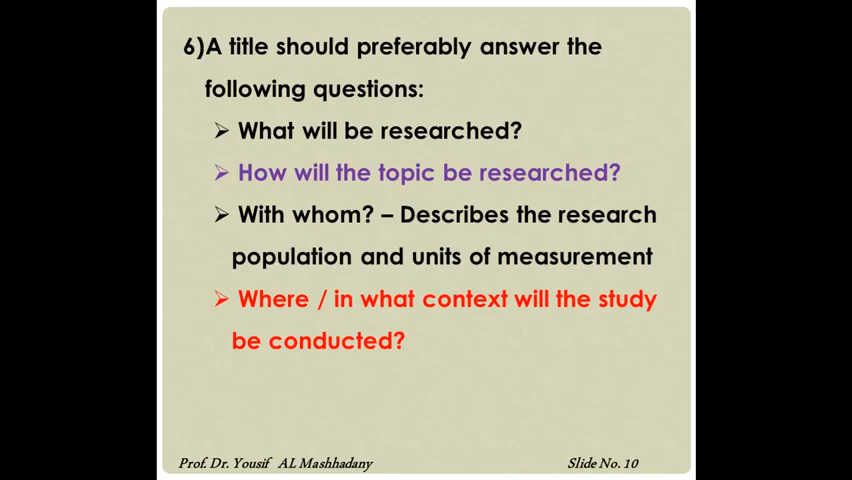 6)A title should preferably answer the
following questions:
➢ What will be researched?
➢ How will the topic be researched?
➢ With whom? – Describes the research
population and units of measurement
➢ Where / in what context will the study
be conducted?
Prof. Dr. Yousif AL Mashhadany Slide No. 10